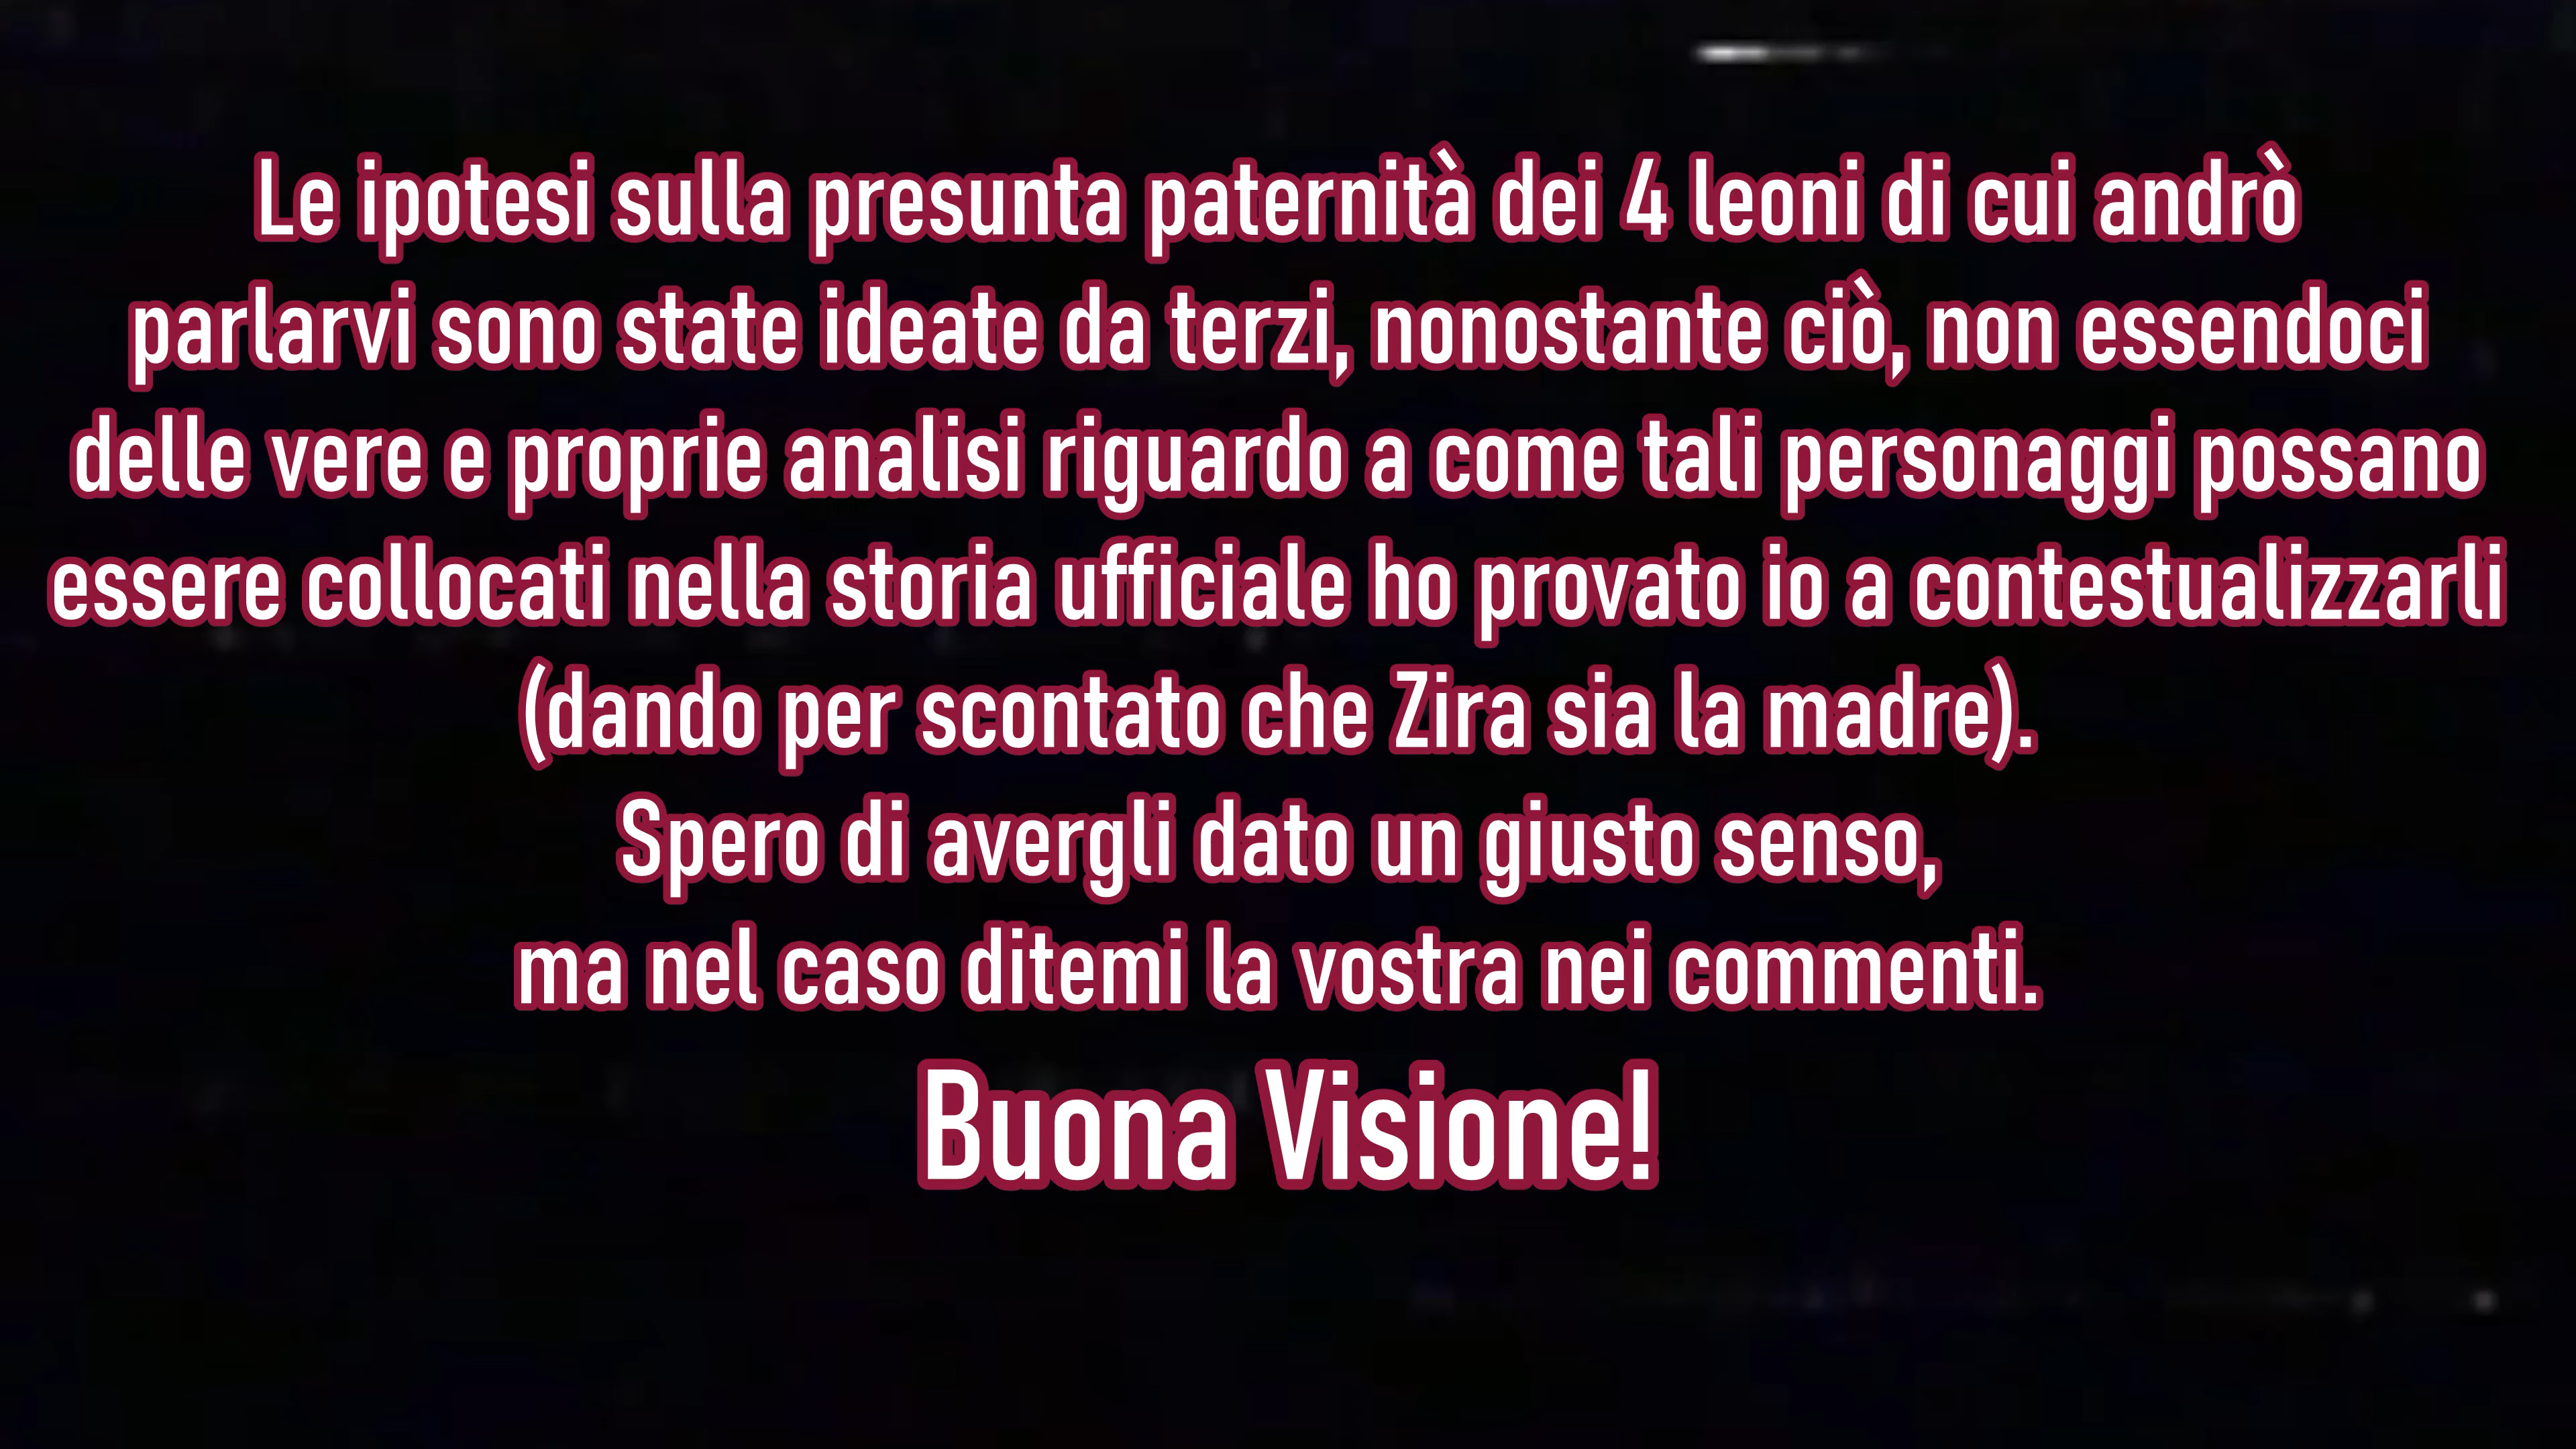 Le ipotesi sulla presunta paternità dei 4 leoni di cui andrò
parlarvi sono state ideate da terzi, nonostante ciò, non essendoci
delle vere e proprie analisi riguardo a come tali personaggi possano
essere collocati nella storia ufficiale ho provato io a contestualizzarli
(dando per scontato che Zira sia la madre).
Spero di avergli dato un giusto senso,
ma nel caso ditemi la vostra nei commenti.
Buona Visione!